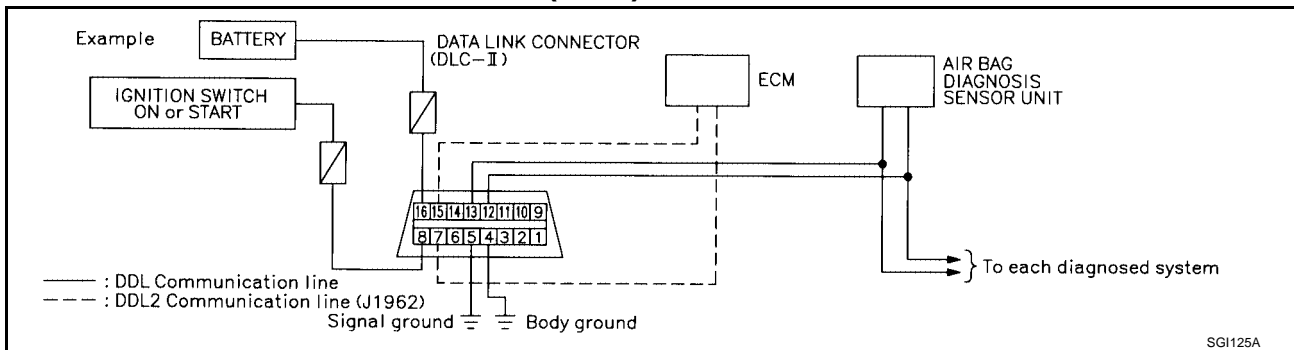 Example
BATTERY
DATA LINK CONNECTOR
(DLC-II)
IGNITION SWITCH
ON or START
ECM
AIR BAG
DIAGNOSIS
SENSOR UNIT
16 15 14 13 12 11 10 9
8 7 6 5 4 3 2 1
To each diagnosed system
: DDL Communication line
: DDL2 Communication line (J1962)
Signal ground
Body ground
SGI125A